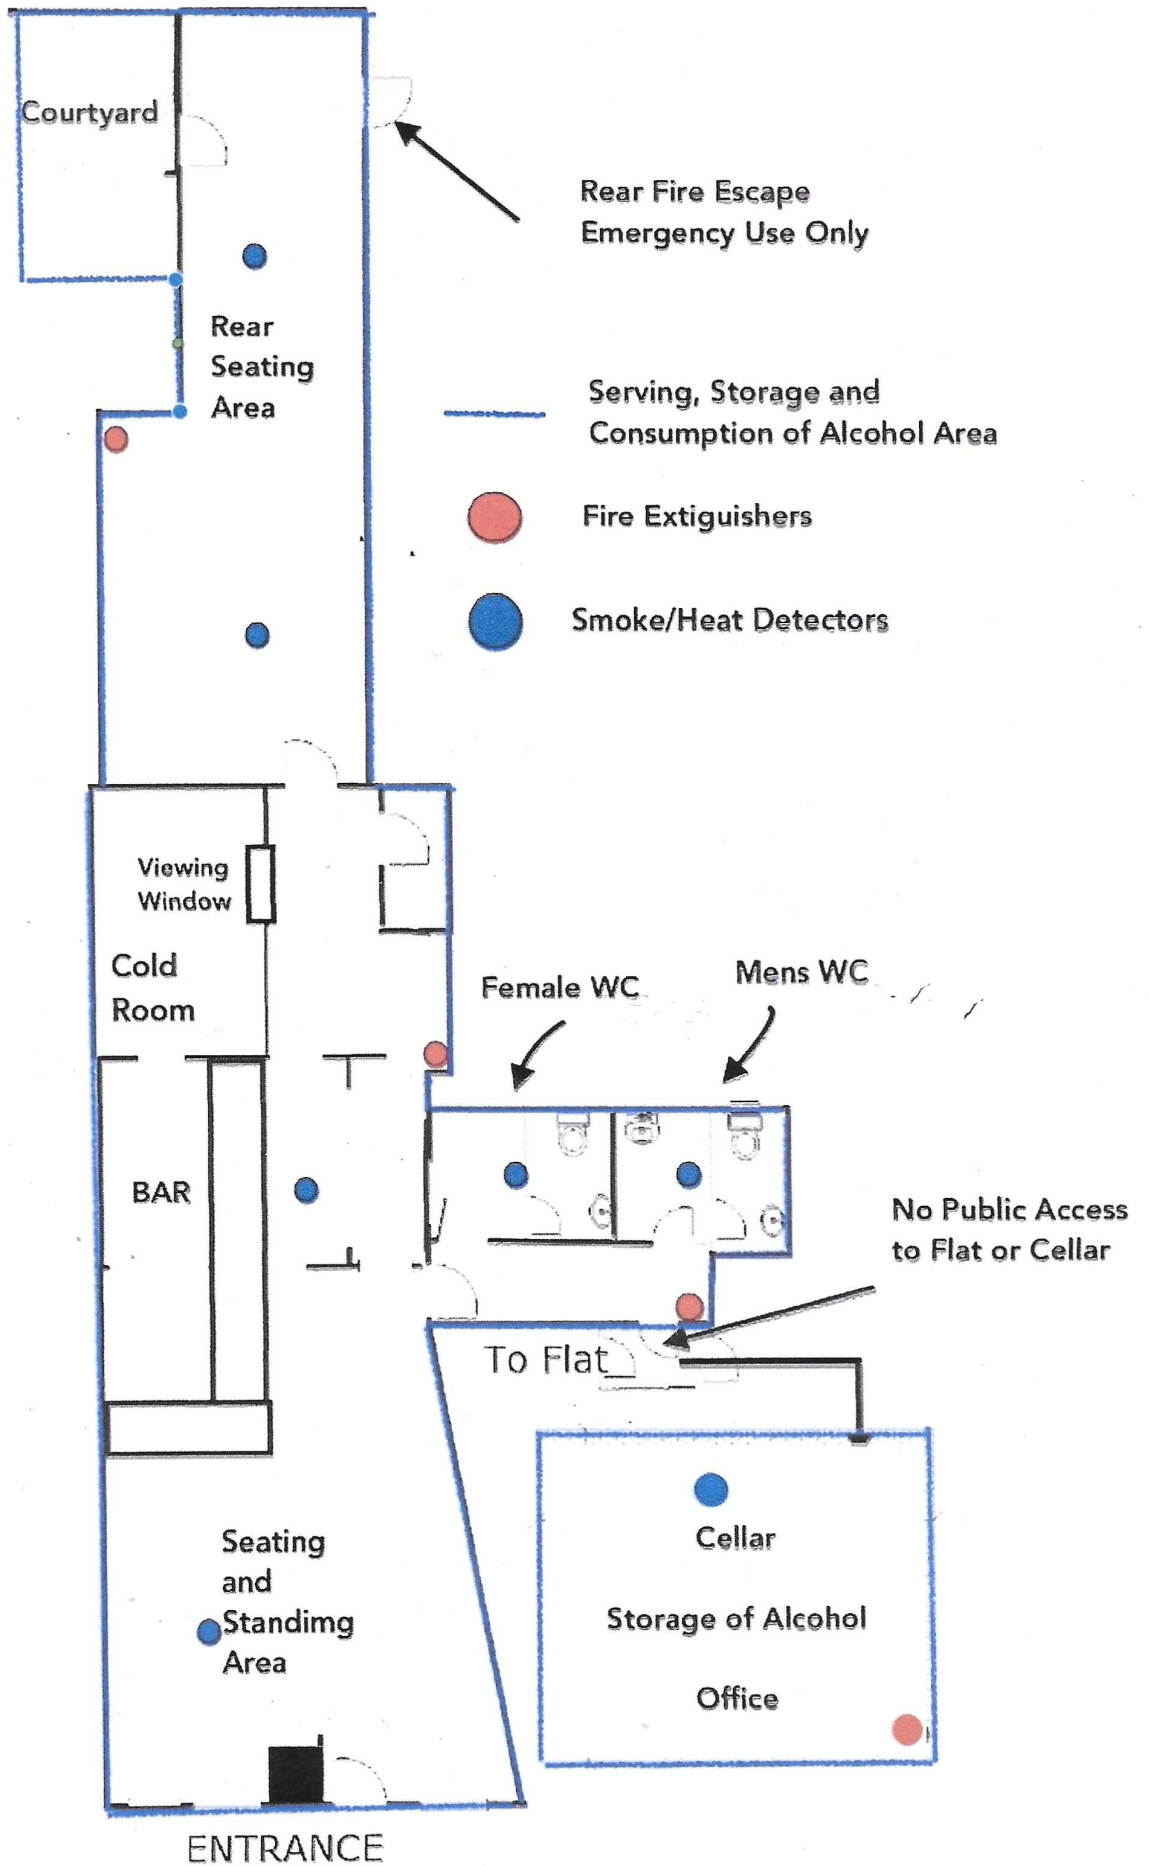 Courtyard
Rear Fire Escape
Emergency Use Only
Rear
Seating
Area
Serving, Storage and
Consumption of Alcohol Area
Fire Extiguishers
Smoke/Heat Detectors
Viewing
Window
Cold
Room
Female WC
Mens WC
BAR
No Public Access
to Flat or Cellar
To Flat
Cellar
Storage of Alcohol
Office
Seating
and
Standimg
Area
ENTRANCE